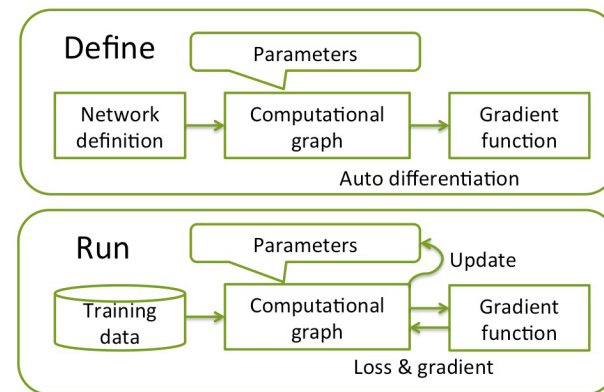 Define
Parameters
Network
definition
Computational
graph
Gradient
function
Auto differentiation
Run
Parameters
Update
Training
data
Computational
graph
Gradient
function
Loss & gradient